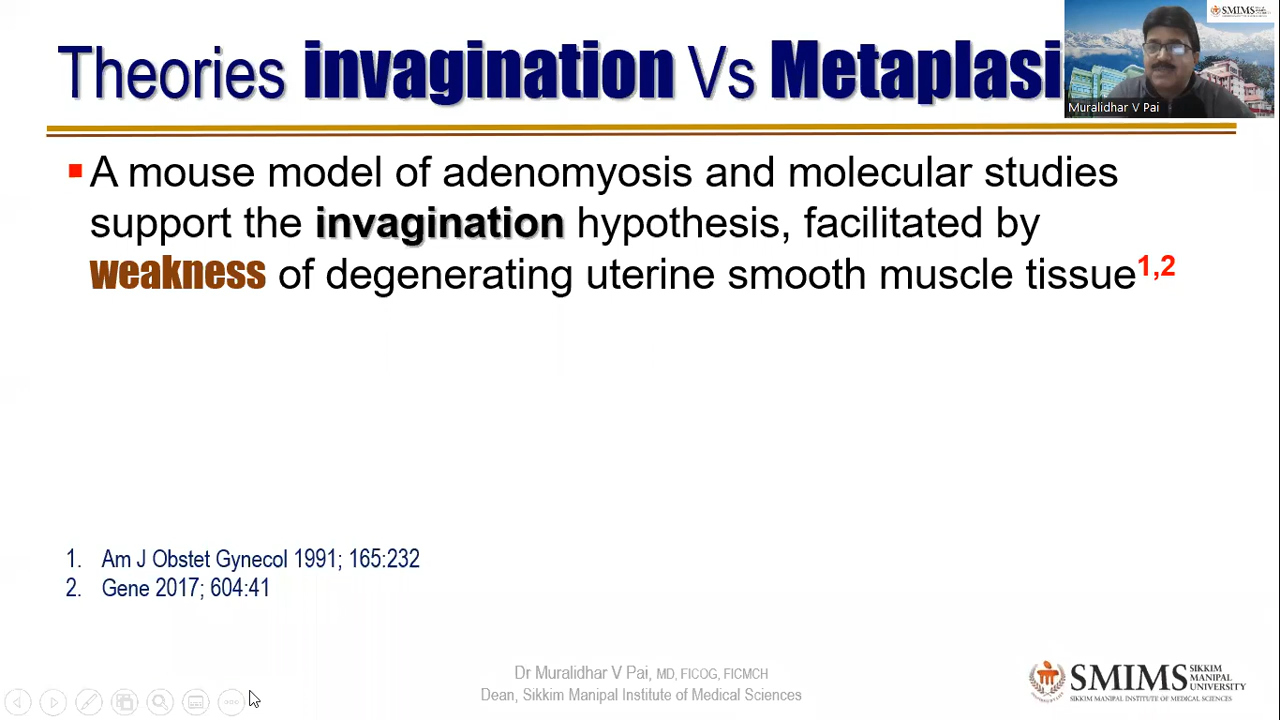 Theories invagination Vs Metaplasi
SMIMS
Muralidhar V Pai
A mouse model of adenomyosis and molecular studies
support the invagination hypothesis, facilitated by
weakness of degenerating uterine smooth muscle tissue1,2
1. Am J Obstet Gynecol 1991; 165:232
2. Gene 2017; 604:41
Dr Muralidhar V Pai, MD, FICOG, FICMCH
Dean, Sikkim Manipal Institute of Medical Sciences
SMIMS SIKKIM MANIPAL UNIVERSITY
SIKKIM MANIPAL INSTITUTE OF MEDICAL SCIENCES